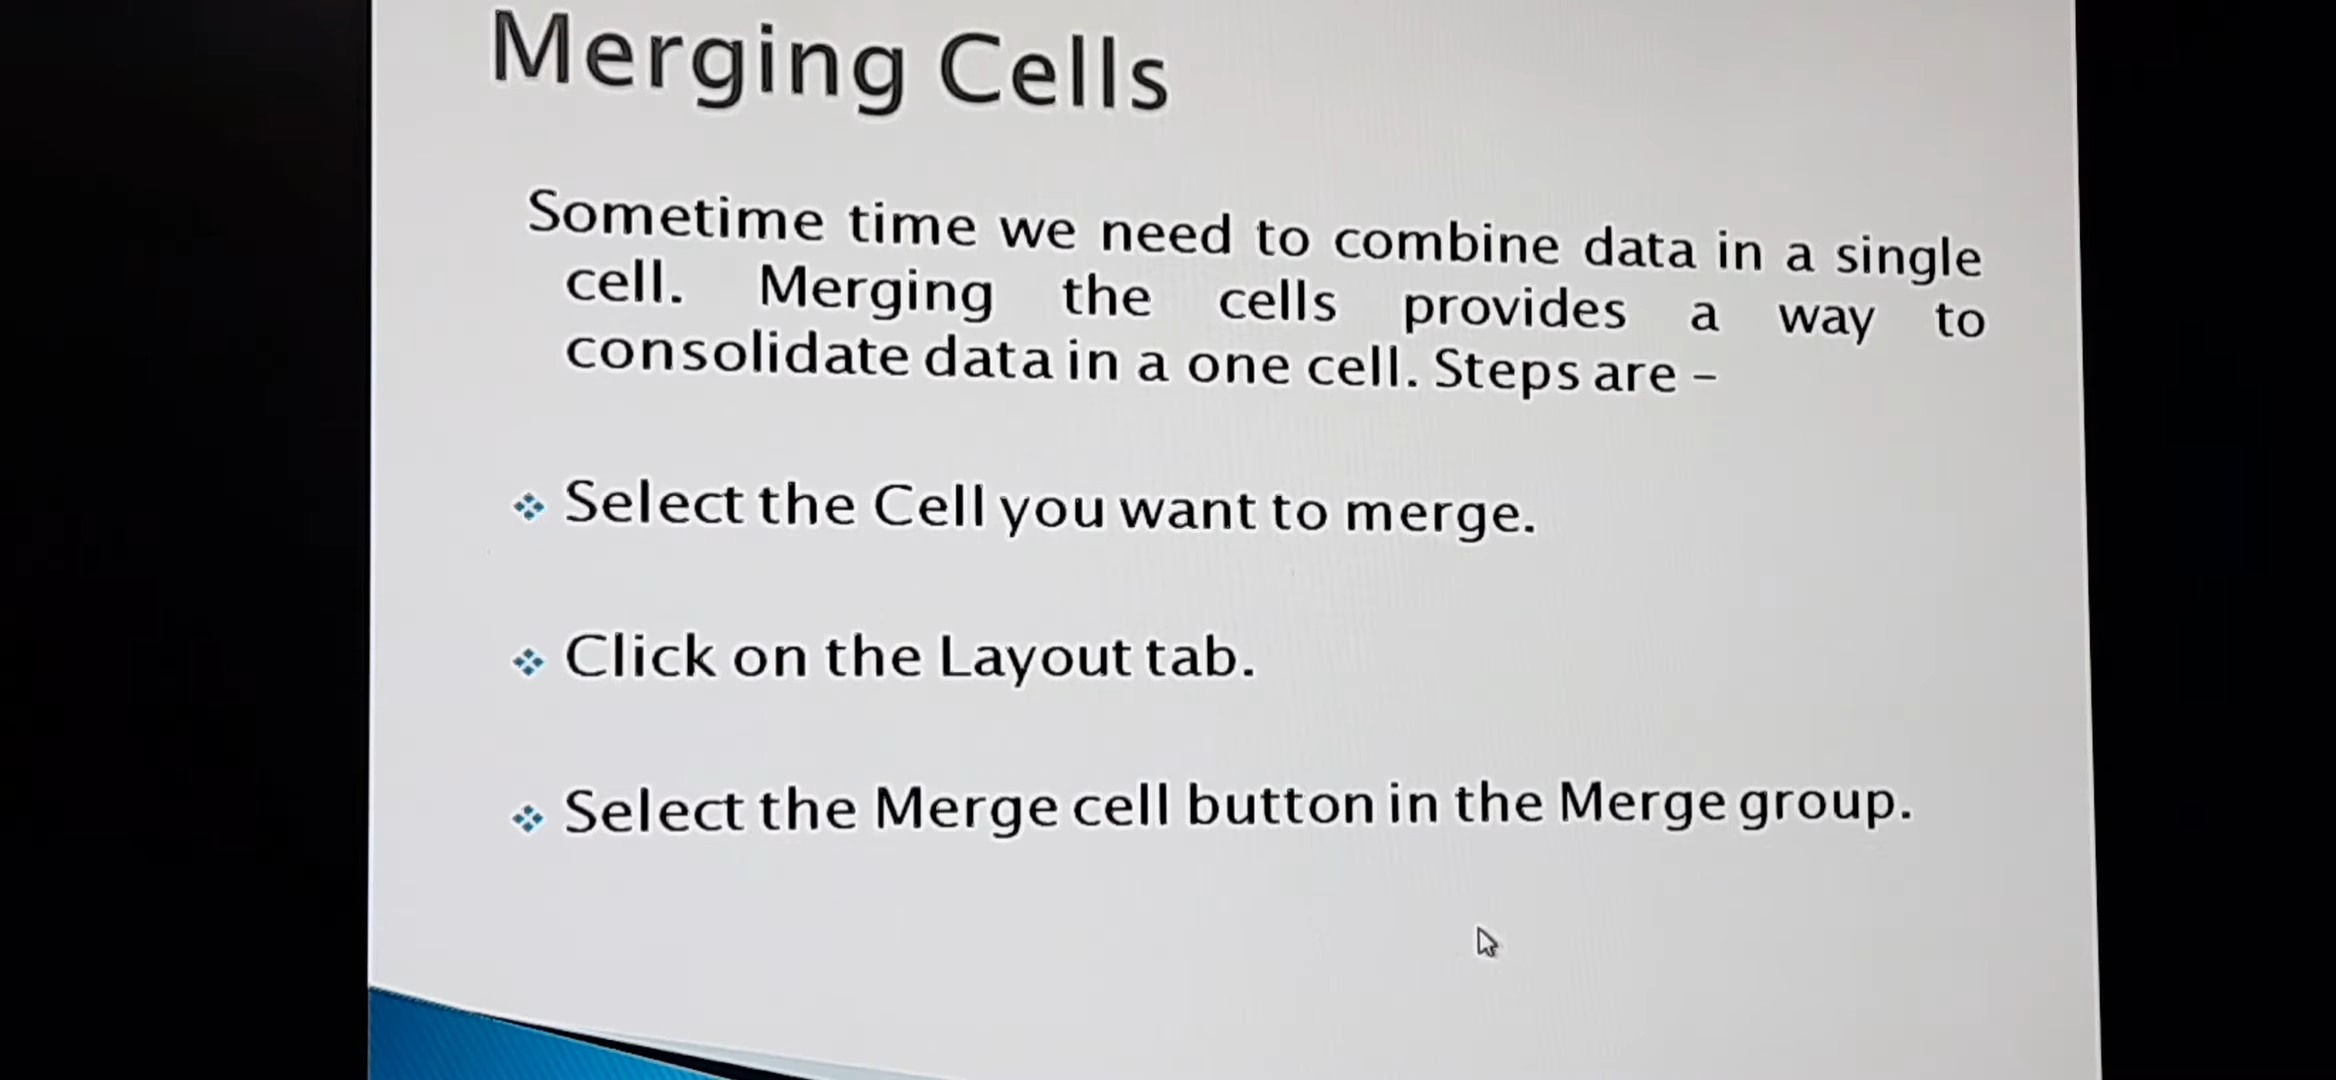 Merging Cells
Sometime time we need to combine data in a single
cell. Merging the cells provides a way to
consolidate data in a one cell. Steps are –
❖ Select the Cell you want to merge.
❖ Click on the Layout tab.
❖ Select the Merge cell button in the Merge group.